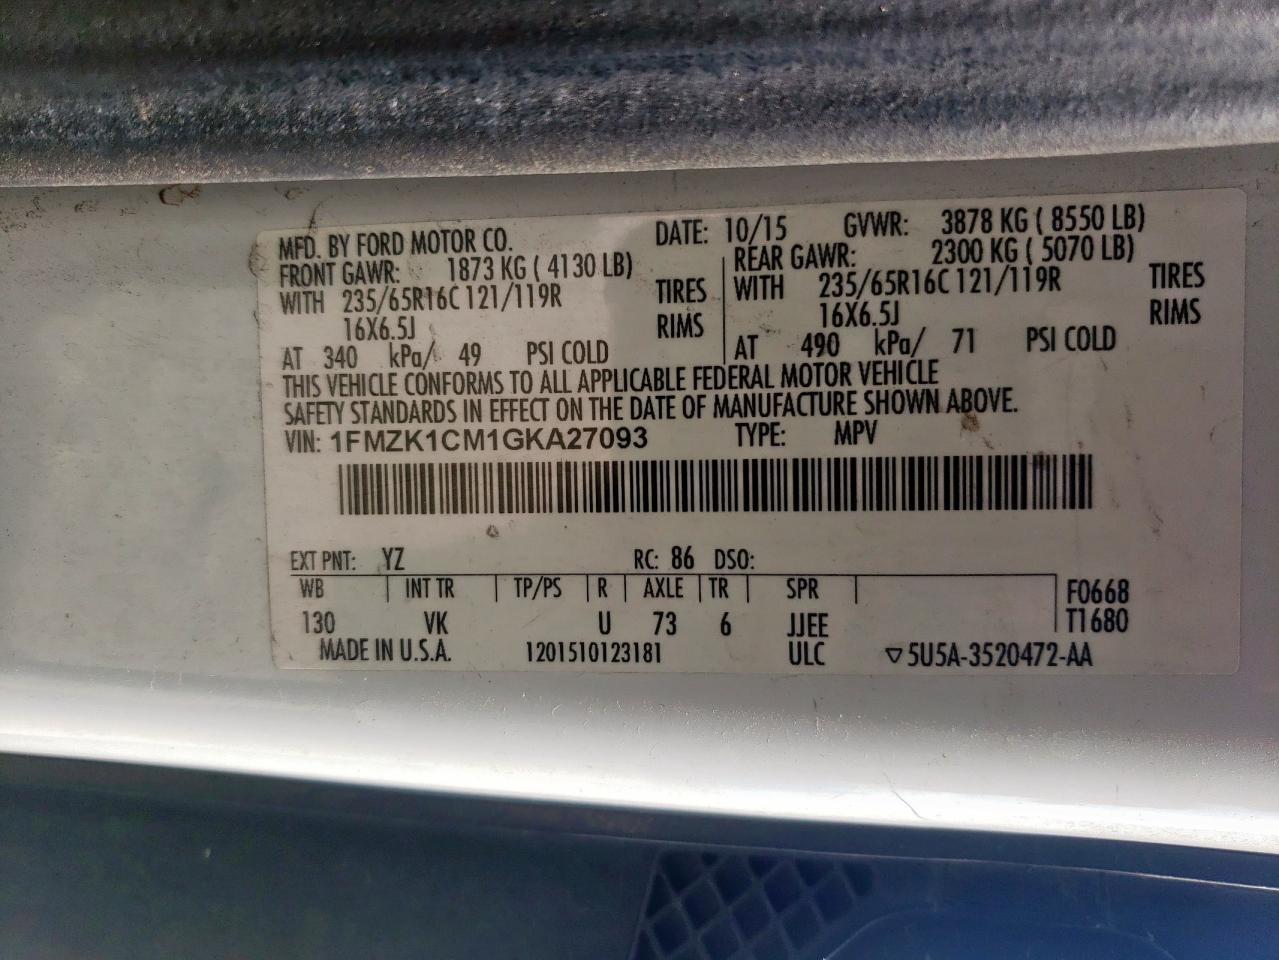 MFD. BY FORD MOTOR CO. DATE: 10/15 GVWR: 3878 KG ( 8550 LB)
FRONT GAWR: 1873 KG ( 4130 LB) REAR GAWR: 2300 KG ( 5070 LB)
WITH 235/65R16C 121/119R TIRES WITH 235/65R16C 121/119R TIRES
16X6.5J RIMS 16X6.5J RIMS
AT 340 kPa/ 49 PSI COLD AT 490 kPa/ 71 PSI COLD
THIS VEHICLE CONFORMS TO ALL APPLICABLE FEDERAL MOTOR VEHICLE
SAFETY STANDARDS IN EFFECT ON THE DATE OF MANUFACTURE SHOWN ABOVE.
VIN: 1FMZK1CM1GKA27093 TYPE: MPV
EXT PNT: YZ RC: 86 DSO:
WB INT TR TP/PS R AXLE TR SPR F0668
130 VK U 73 6 JJEE T1680
MADE IN U.S.A. 1201510123181 ULC ▽5U5A-3520472-AA